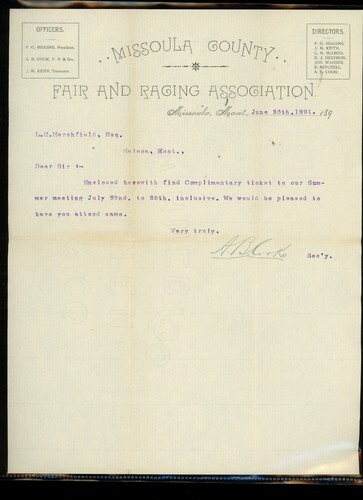 OFFICERS.
F. G. HIGGINS, President.
A. B. COOK, V. P. & Sec.
J. M. KEITH, Treasurer.
DIRECTORS.
F. G. HIGGINS,
J. M. KEITH,
C. H. McLEOD,
D. J. HENNESSY,
B. MITCHELL,
A. B. COOK.
MISSOULA COUNTY
FAIR AND RACING ASSOCIATION.
Missoula, Mont., June 25th, 1891. 189
L.H. Hershfield, Esq.
Helena, Mont.,
Dear Sir :-
Enclosed herewith find Complimentary ticket to our Sum-
mer meeting July 22nd. to 25th. inclusive. We would be pleased to
have you attend same.
Very truly,
A. B. Cook
Sec'y.